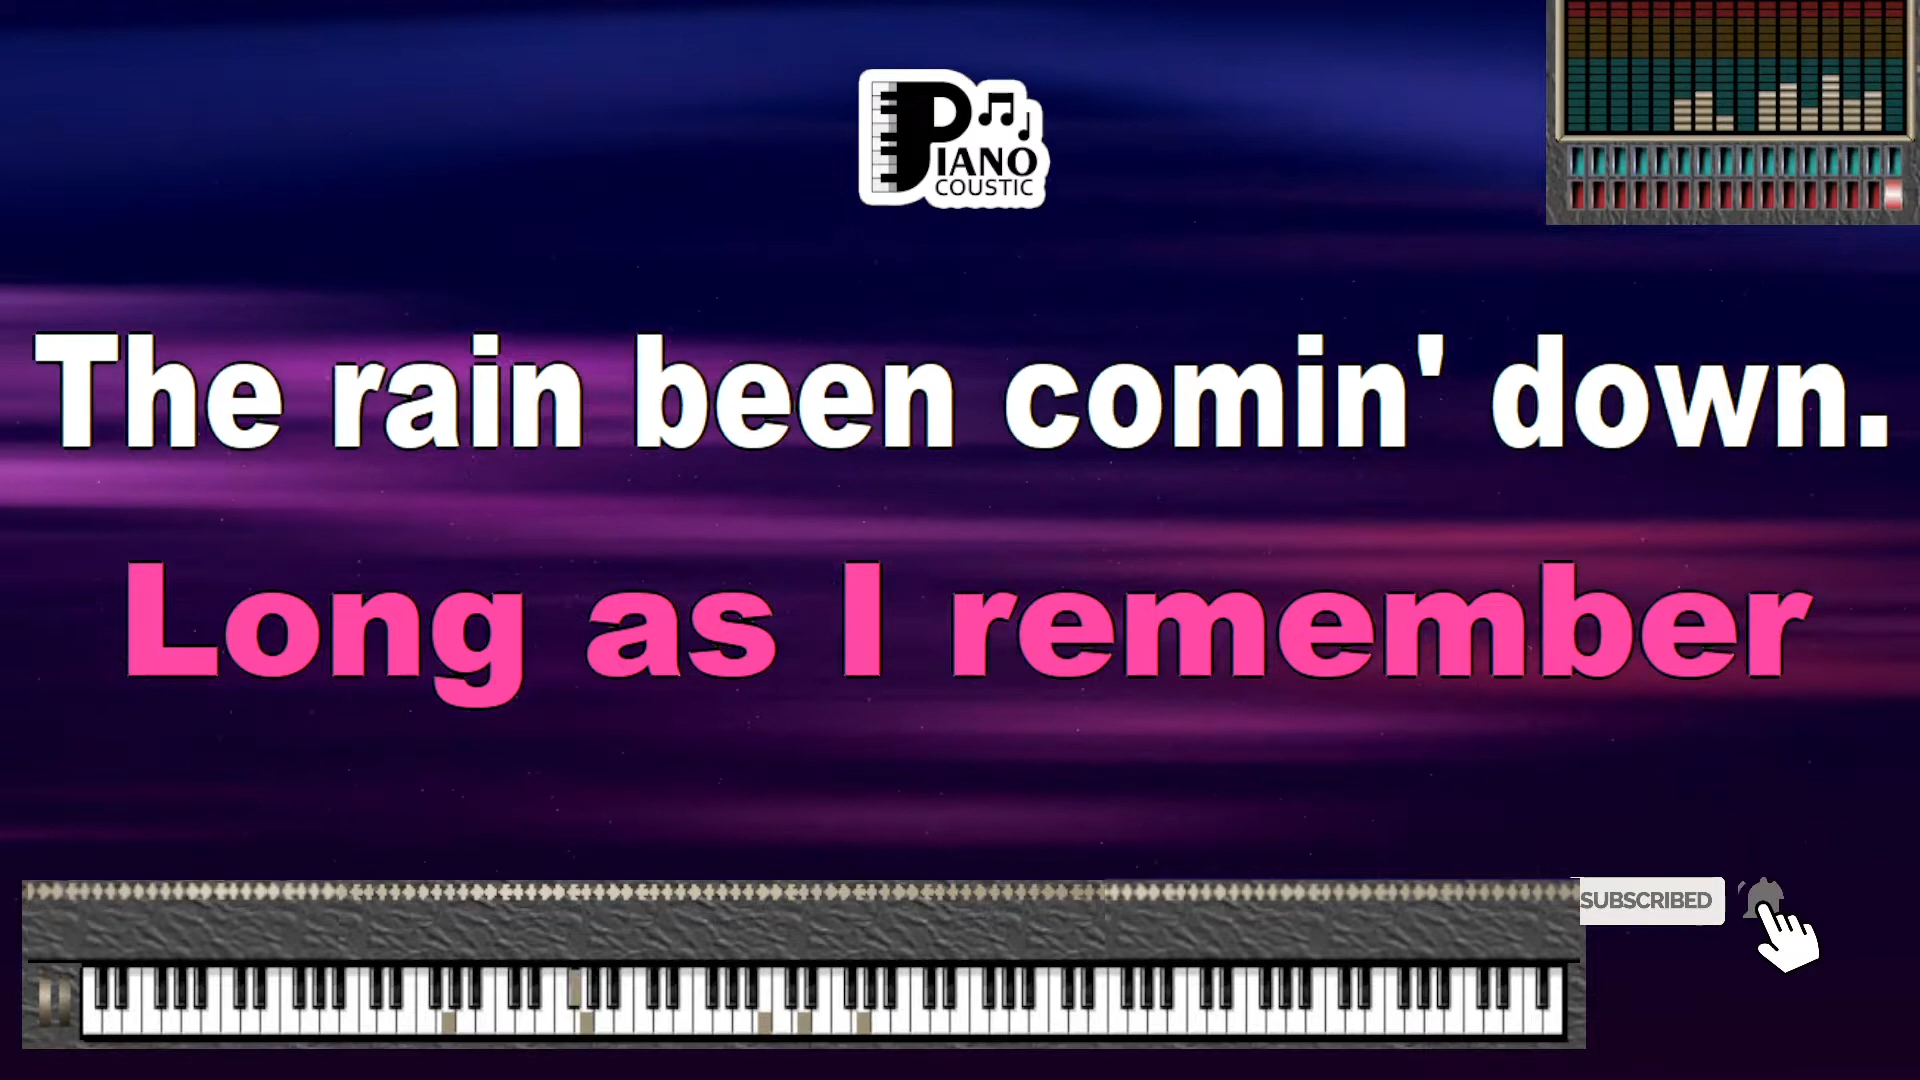 PIANO
COUSTIC
The rain been comin' down.
Long as I remember
SUBSCRIBED